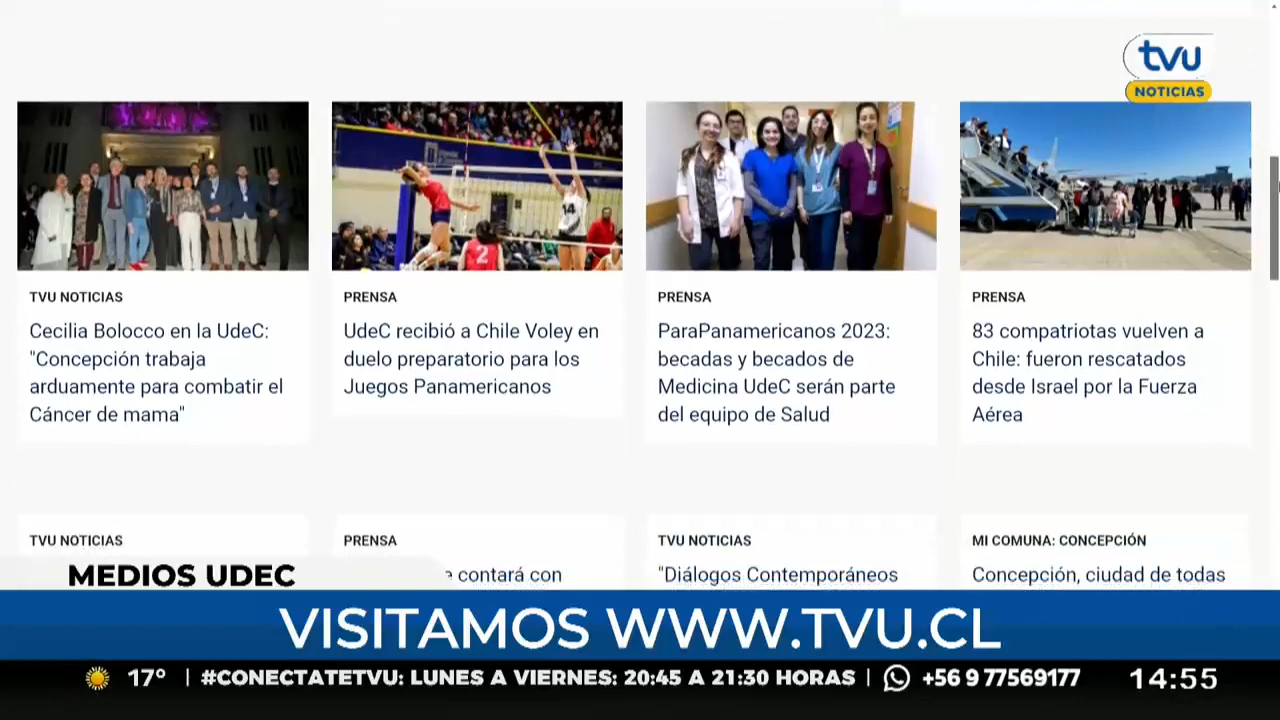 tvu
NOTICIAS
14
2
TVU NOTICIAS
Cecilia Bolocco en la UdeC:
"Concepción trabaja
arduamente para combatir el
Cáncer de mama"
PRENSA
UdeC recibió a Chile Voley en
duelo preparatorio para los
Juegos Panamericanos
PRENSA
ParaPanamericanos 2023:
becadas y becados de
Medicina UdeC serán parte
del equipo de Salud
PRENSA
83 compatriotas vuelven a
Chile: fueron rescatados
desde Israel por la Fuerza
Aérea
TVU NOTICIAS
PRENSA
e contará con
TVU NOTICIAS
"Diálogos Contemporáneos
MI COMUNA: CONCEPCIÓN
Concepción, ciudad de todas
MEDIOS UDEC
VISITAMOS WWW.TVU.CL
17° | #CONECTATETVU: LUNES A VIERNES: 20:45 A 21:30 HORAS | +56 9 77569177 14:55